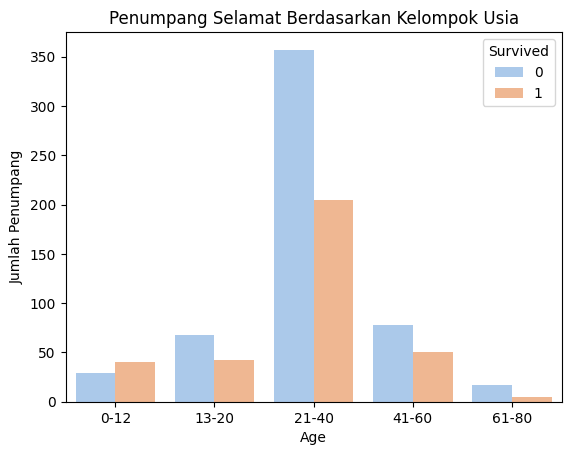 Penumpang Selamat Berdasarkan Kelompok Usia
Survived
0
1
350
300
250
200
150
100
50
0
Jumlah Penumpang
0-12 13-20 21-40 41-60 61-80
Age